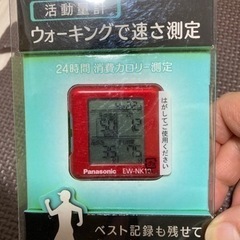 活動量計
ウォーキングで速さ測定
24時間 消費カロリー測定
はがしてご使用ください
Panasonic EW-NK10
ベスト記録も残せて